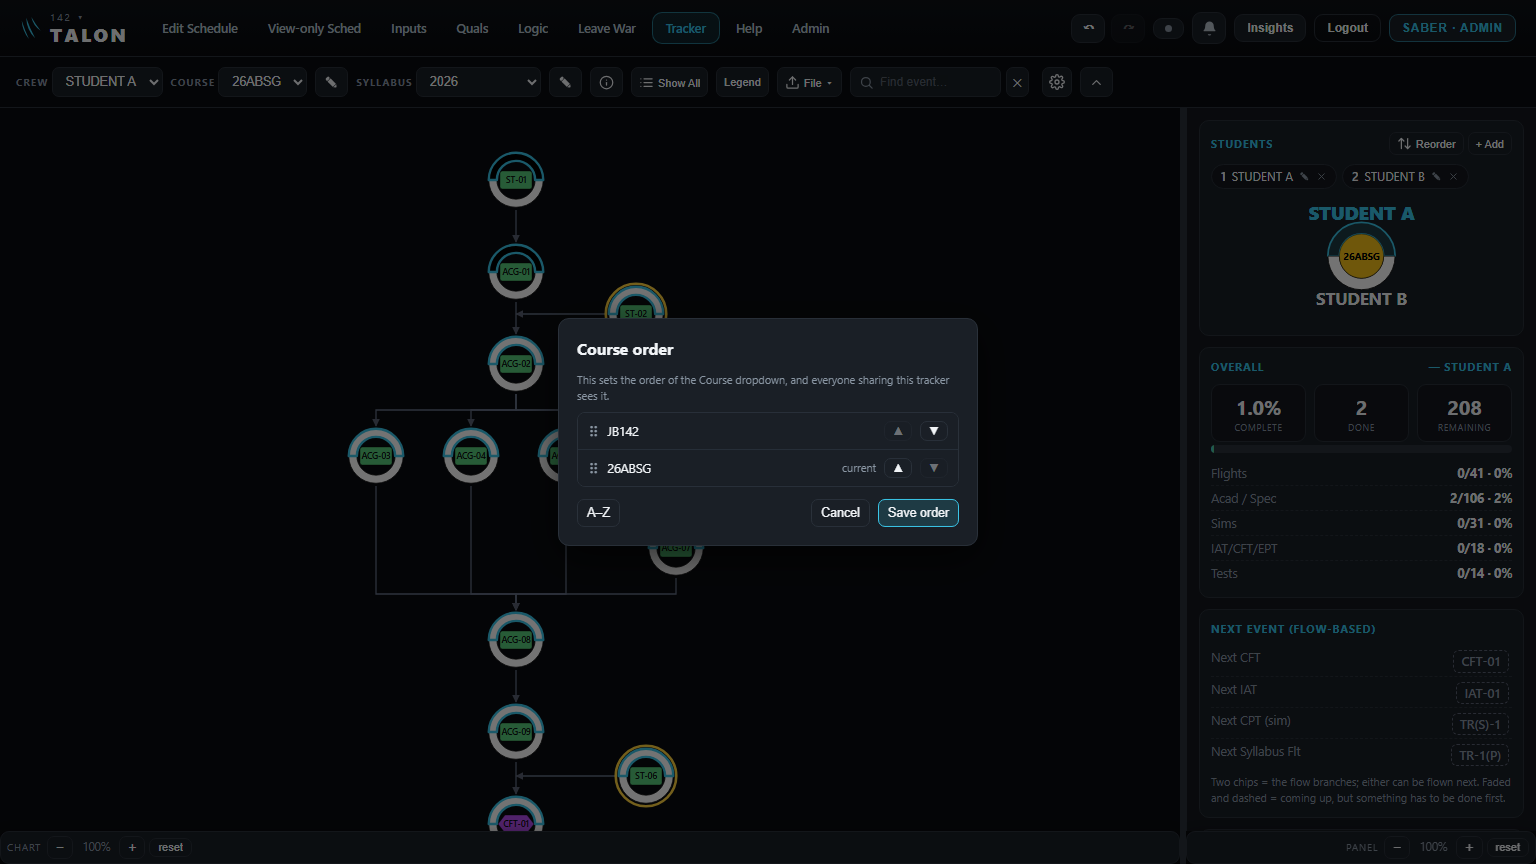 142
TALON
Edit Schedule
View-only Sched
Inputs
Quals
Logic
Leave War
Tracker
Help
Admin
Insights
Logout
SABER · ADMIN
CREW STUDENT A COURSE 26ABSG SYLLABUS 2026
Show All
Legend
File
Find event...
ST-01
ACG-01
ST-02
ACG-02
ACG-03
ACG-04
ACG-07
ACG-08
ACG-09
ST-06
CFT-01
Course order
This sets the order of the Course dropdown, and everyone sharing this tracker
sees it.
JB142
26ABSG current
A–Z
Cancel
Save order
STUDENTS
Reorder
+ Add
1 STUDENT A
2 STUDENT B
STUDENT A
26ABSG
STUDENT B
OVERALL — STUDENT A
1.0% COMPLETE
2 DONE
208 REMAINING
Flights 0/41 · 0%
Acad / Spec 2/106 · 2%
Sims 0/31 · 0%
IAT/CFT/EPT 0/18 · 0%
Tests 0/14 · 0%
NEXT EVENT (FLOW-BASED)
Next CFT CFT-01
Next IAT IAT-01
Next CPT (sim) TR(S)-1
Next Syllabus Flt TR-1(P)
Two chips = the flow branches; either can be flown next. Faded
and dashed = coming up, but something has to be done first.
CHART − 100% + reset
PANEL − 100% + reset